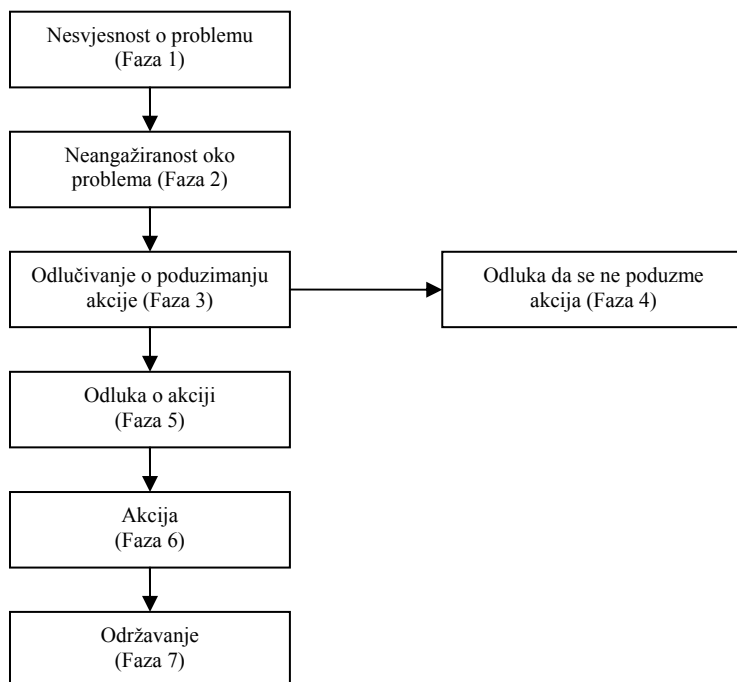 Nesvjesnost o problemu
(Faza 1)
Neangažiranost oko
problema (Faza 2)
Odlučivanje o poduzimanju
akcije (Faza 3)
Odluka da se ne poduzme
akcija (Faza 4)
Odluka o akciji
(Faza 5)
Akcija
(Faza 6)
Održavanje
(Faza 7)